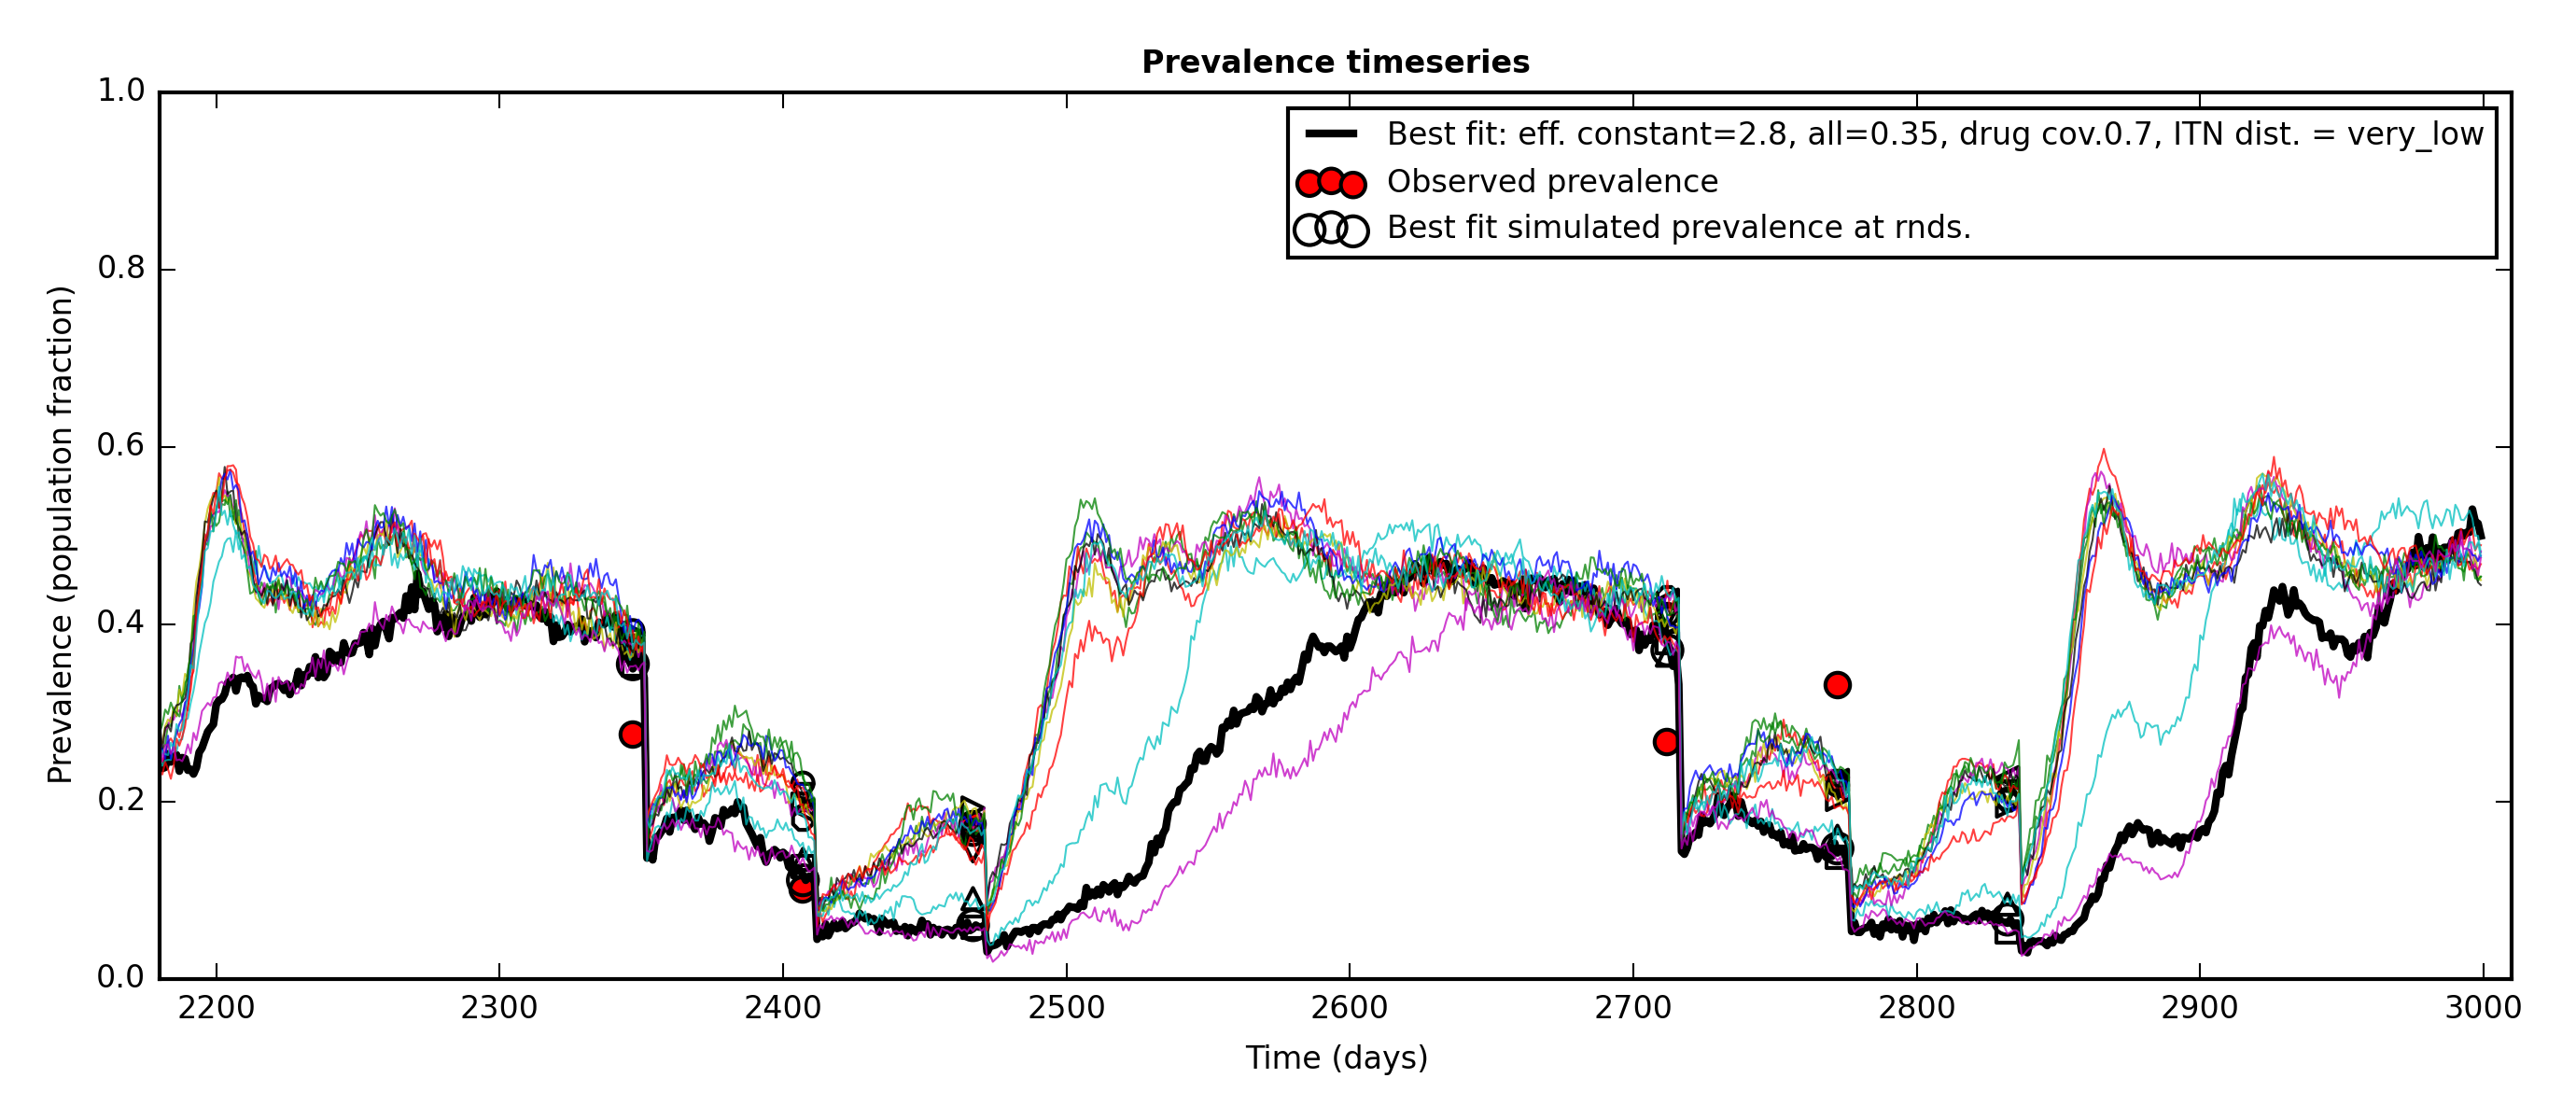 Prevalence timeseries
1.0
0.8
0.6
0.4
0.2
0.0
Prevalence (population fraction)
Best fit: eff. constant=2.8, all=0.35, drug cov.0.7, ITN dist. = very_low
Observed prevalence
Best fit simulated prevalence at rnds.
2200 2300 2400 2500 2600 2700 2800 2900 3000
Time (days)